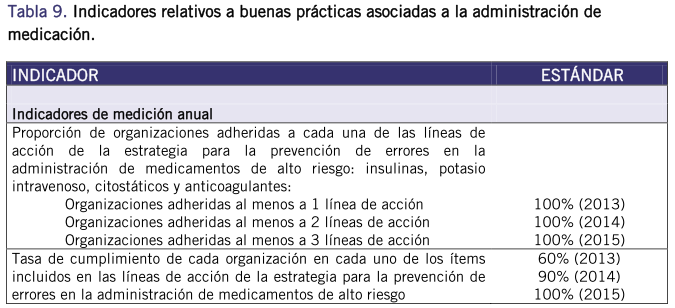 Tabla 9. Indicadores relativos a buenas prácticas asociadas a la administración de
medicación.
INDICADOR ESTÁNDAR
Indicadores de medición anual
Proporción de organizaciones adheridas a cada una de las líneas de
acción de la estrategia para la prevención de errores en la
administración de medicamentos de alto riesgo: insulinas, potasio
intravenoso, citostáticos y anticoagulantes:
Organizaciones adheridas al menos a 1 línea de acción 100% (2013)
Organizaciones adheridas al menos a 2 líneas de acción 100% (2014)
Organizaciones adheridas al menos a 3 líneas de acción 100% (2015)
Tasa de cumplimiento de cada organización en cada uno de los ítems 60% (2013)
incluidos en las líneas de acción de la estrategia para la prevención de 90% (2014)
errores en la administración de medicamentos de alto riesgo 100% (2015)